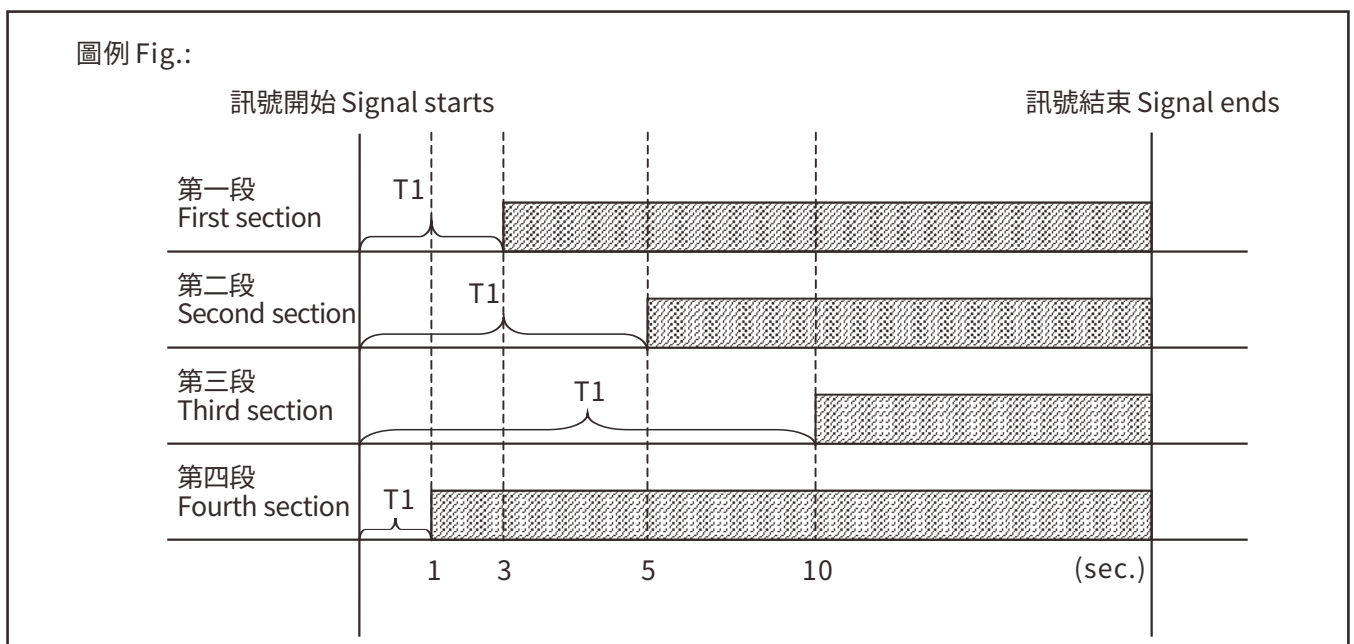 圖例 Fig.:
訊號開始 Signal starts
訊號結束 Signal ends
第一段
First section
T1
第二段
Second section
T1
第三段
Third section
T1
第四段
Fourth section
T1
1 3 5 10 (sec.)